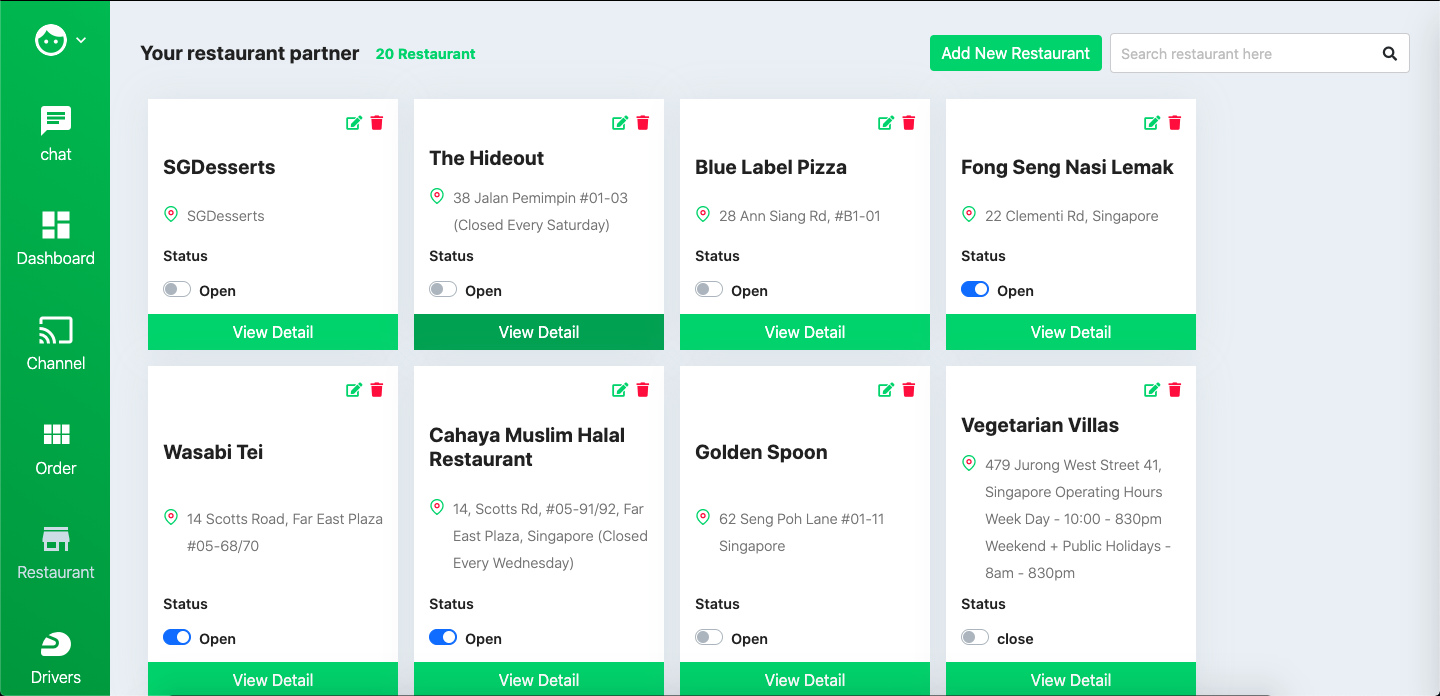 Your restaurant partner
20 Restaurant
Add New Restaurant
Search restaurant here
chat
Dashboard
Channel
Order
Restaurant
Drivers
SGDesserts
SGDesserts
Status
Open
View Detail
The Hideout
38 Jalan Pemimpin #01-03
(Closed Every Saturday)
Status
Open
View Detail
Blue Label Pizza
28 Ann Siang Rd, #B1-01
Status
Open
View Detail
Fong Seng Nasi Lemak
22 Clementi Rd, Singapore
Status
Open
View Detail
Wasabi Tei
14 Scotts Road, Far East Plaza
#05-68/70
Status
Open
View Detail
Cahaya Muslim Halal
Restaurant
14, Scotts Rd, #05-91/92, Far
East Plaza, Singapore (Closed
Every Wednesday)
Status
Open
View Detail
Golden Spoon
62 Seng Poh Lane #01-11
Singapore
Status
Open
View Detail
Vegetarian Villas
479 Jurong West Street 41,
Singapore Operating Hours
Week Day - 10:00 - 830pm
Weekend + Public Holidays -
8am - 830pm
Status
close
View Detail